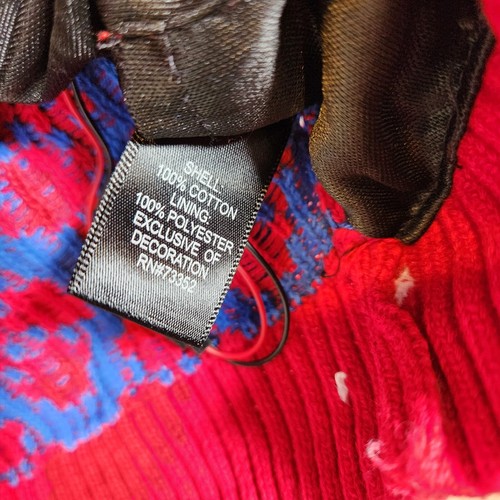 SHELL
100% COTTON
LINING
100% POLYESTER
EXCLUSIVE OF
DECORATION
RN#73352